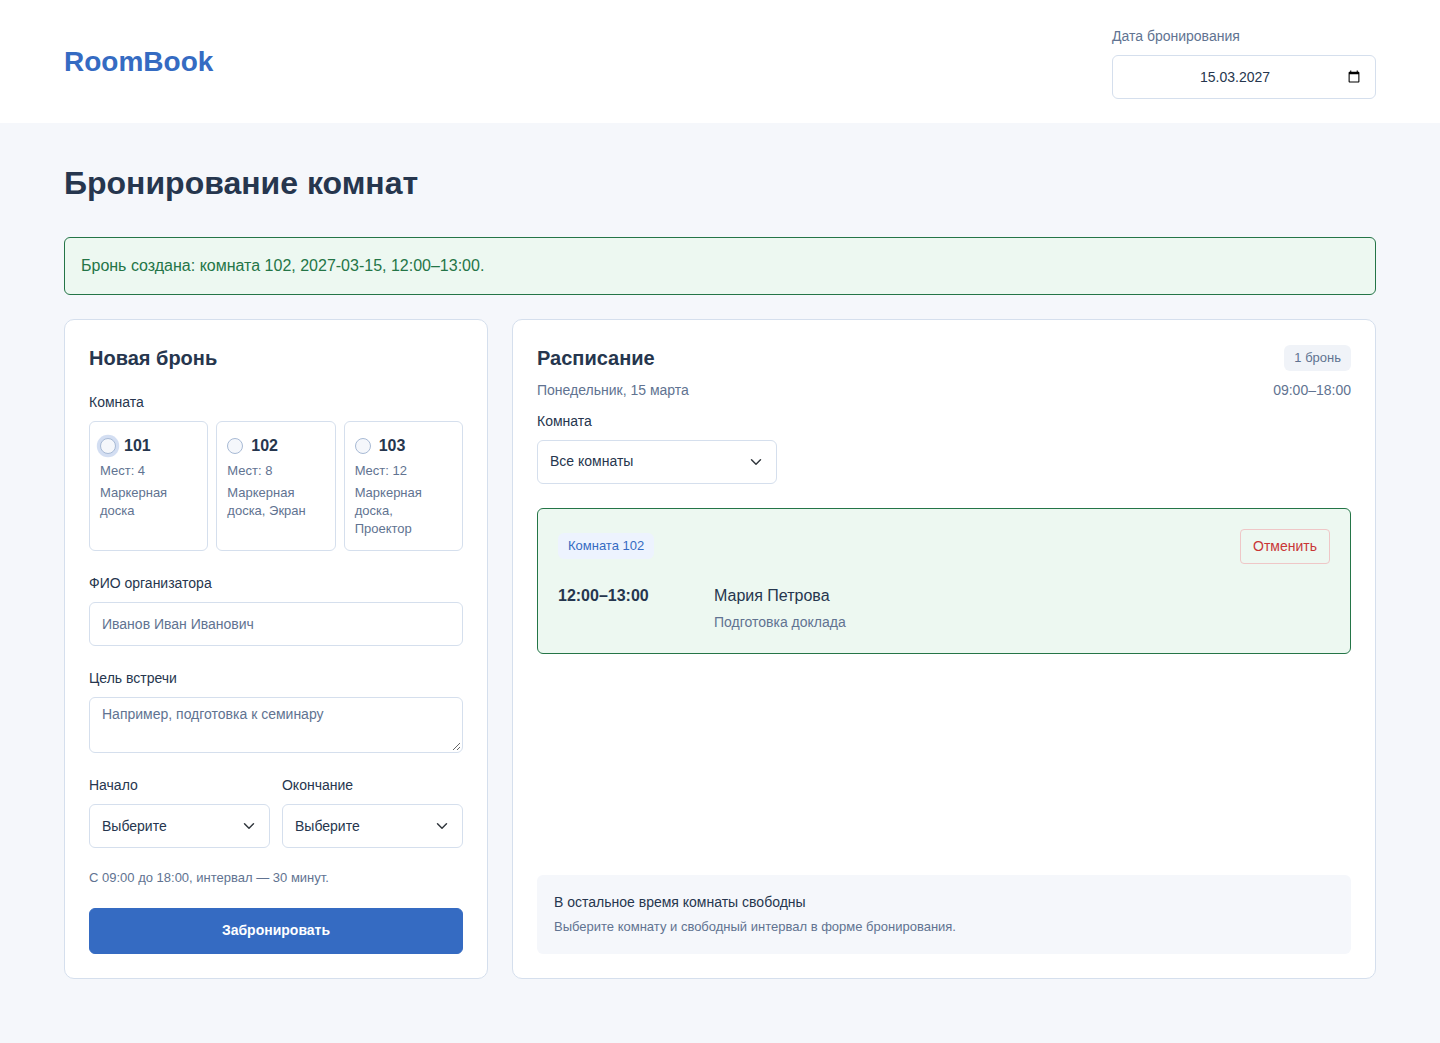 RoomBook
Дата бронирования
15.03.2027
Бронирование комнат
Бронь создана: комната 102, 2027-03-15, 12:00–13:00.
Новая бронь
Комната
101
Мест: 4
Маркерная
доска
102
Мест: 8
Маркерная
доска, Экран
103
Мест: 12
Маркерная
доска,
Проектор
ФИО организатора
Иванов Иван Иванович
Цель встречи
Например, подготовка к семинару
Начало
Окончание
Выберите
Выберите
С 09:00 до 18:00, интервал — 30 минут.
Забронировать
Расписание
1 бронь
Понедельник, 15 марта
09:00–18:00
Комната
Все комнаты
Комната 102
Отменить
12:00–13:00
Мария Петрова
Подготовка доклада
В остальное время комнаты свободны
Выберите комнату и свободный интервал в форме бронирования.